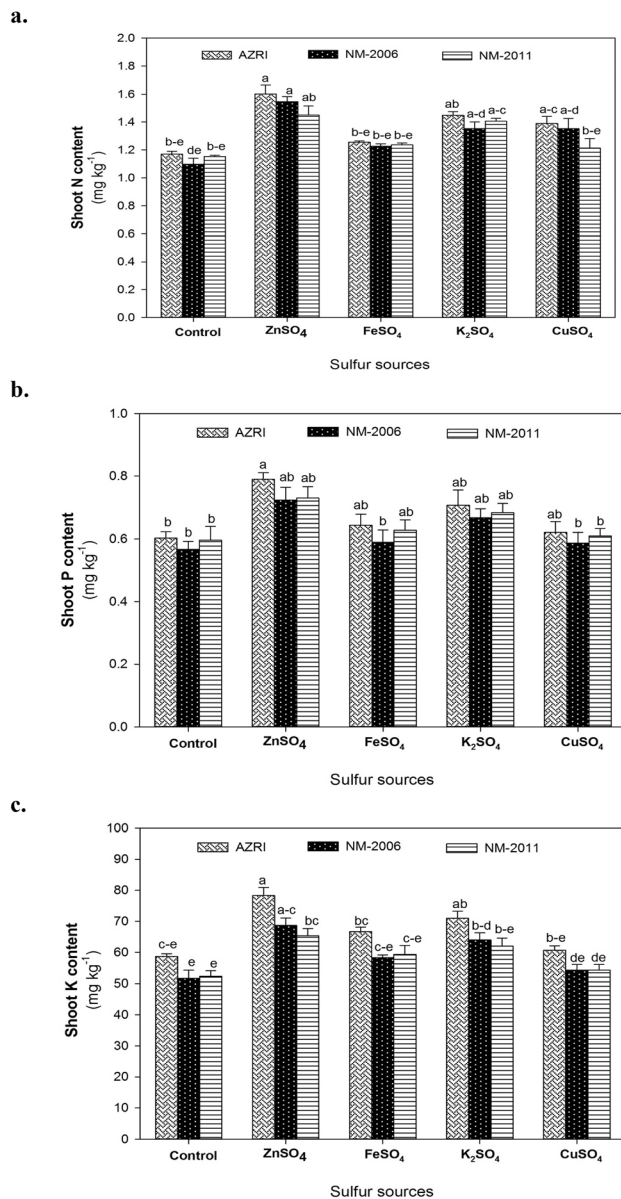 a.
2.0
AZRI NM-2006 NM-2011
1.8
a a ab
1.6
ab a-d a-c
a-c a-d b-e
1.4
b-e b-e b-e
b-e de b-e
1.2
1.0
0.8
0.6
0.4
0.2
0.0
Shoot N content
(mg kg-1)
Control ZnSO4 FeSO4 K2SO4 CuSO4
Sulfur sources
b.
1.0
AZRI NM-2006 NM-2011
a ab ab
0.8
b b b
ab b ab
ab ab ab
ab b b
0.6
0.4
0.2
0.0
Shoot P content
(mg kg-1)
Control ZnSO4 FeSO4 K2SO4 CuSO4
Sulfur sources
c.
100
AZRI NM-2006 NM-2011
90
80
a a-c bc
70
c-e e e
bc c-e c-e
ab b-d b-e
b-e de de
60
50
40
30
20
10
0
Shoot K content
(mg kg-1)
Control ZnSO4 FeSO4 K2SO4 CuSO4
Sulfur sources